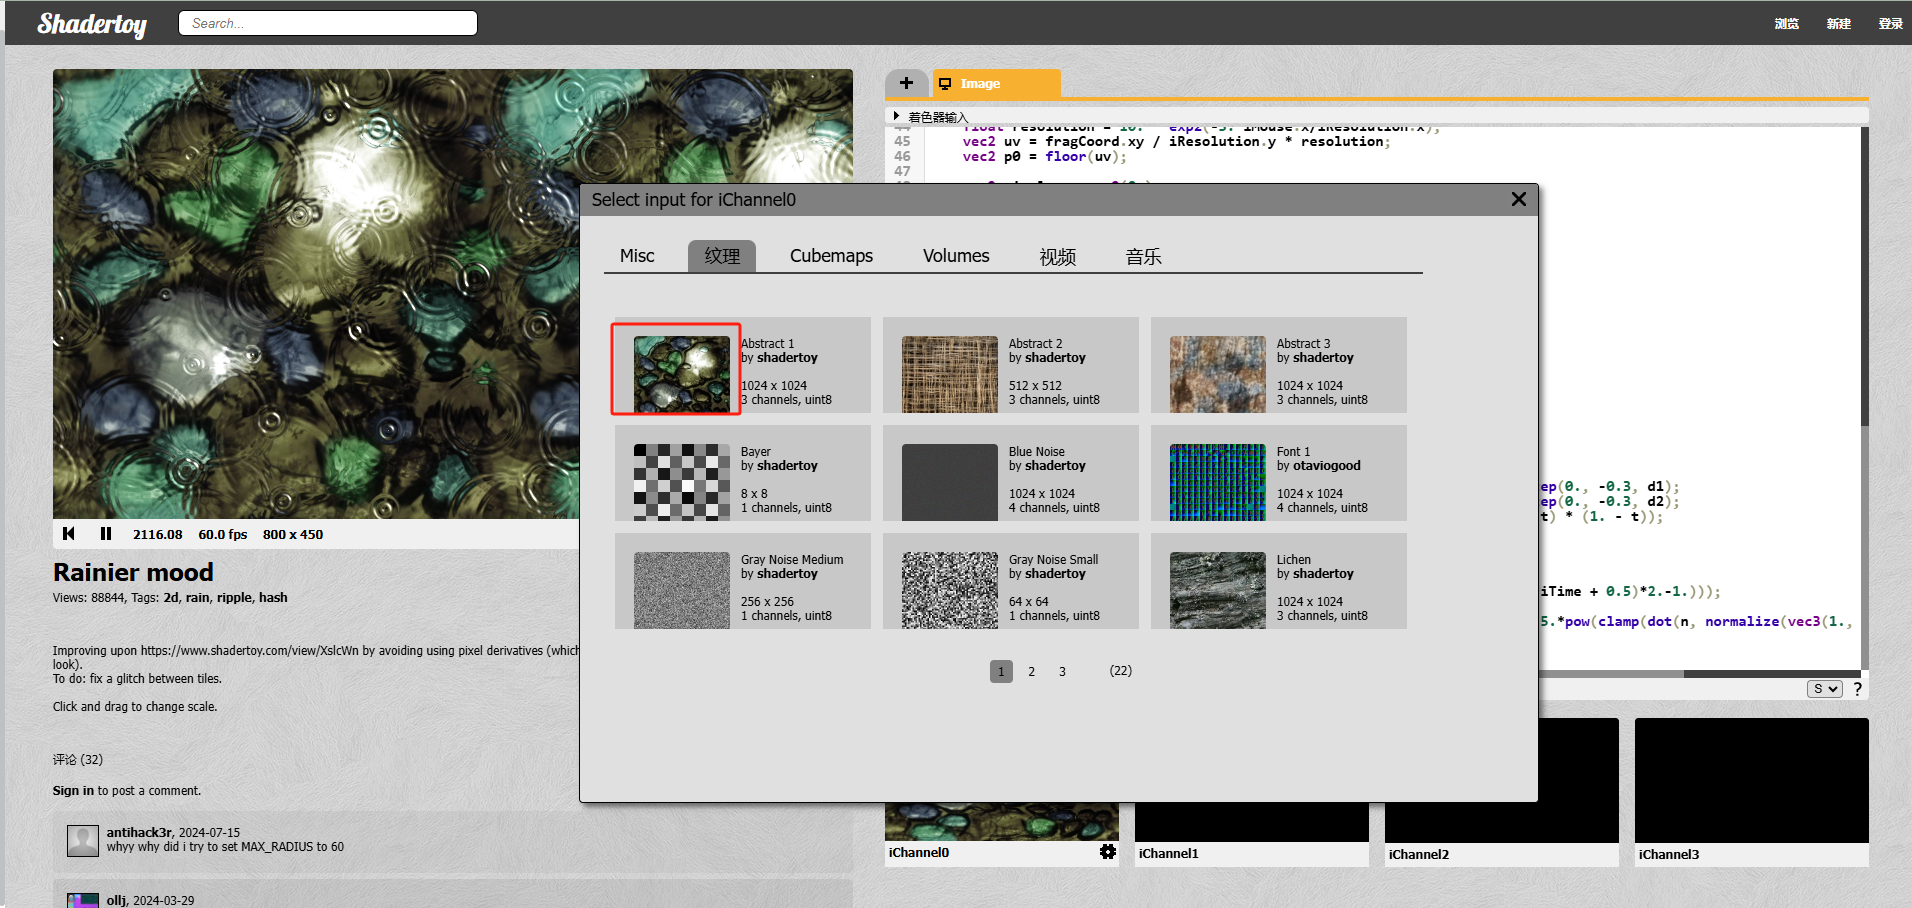 Shadertoy
Search...
浏览
新建
登录
Image
着色器输入
45 vec2 uv = fragCoord.xy / iResolution.y * resolution;
46 vec2 p0 = floor(uv);
47
Select input for iChannel0
Misc
纹理
Cubemaps
Volumes
视频
音乐
Abstract 1
by shadertoy
1024 x 1024
3 channels, uint8
Abstract 2
by shadertoy
512 x 512
3 channels, uint8
Abstract 3
by shadertoy
1024 x 1024
3 channels, uint8
Bayer
by shadertoy
8 x 8
1 channels, uint8
Blue Noise
by shadertoy
1024 x 1024
4 channels, uint8
Font 1
by otaviogood
1024 x 1024
4 channels, uint8
Gray Noise Medium
by shadertoy
256 x 256
1 channels, uint8
Gray Noise Small
by shadertoy
64 x 64
1 channels, uint8
Lichen
by shadertoy
1024 x 1024
3 channels, uint8
1 2 3 (22)
ep(0., -0.3, d1);
ep(0., -0.3, d2);
t) * (1. - t));
iTime + 0.5)*2.-1.)));
5.*pow(clamp(dot(n, normalize(vec3(1.,
S
?
2116.08 60.0 fps 800 x 450
Rainier mood
Views: 88844, Tags: 2d, rain, ripple, hash
Improving upon https://www.shadertoy.com/view/XslcWn by avoiding using pixel derivatives (which
look).
To do: fix a glitch between tiles.
Click and drag to change scale.
评论 (32)
Sign in to post a comment.
antihack3r, 2024-07-15
whyy why did i try to set MAX_RADIUS to 60
ollj, 2024-03-29
iChannel0
iChannel1
iChannel2
iChannel3